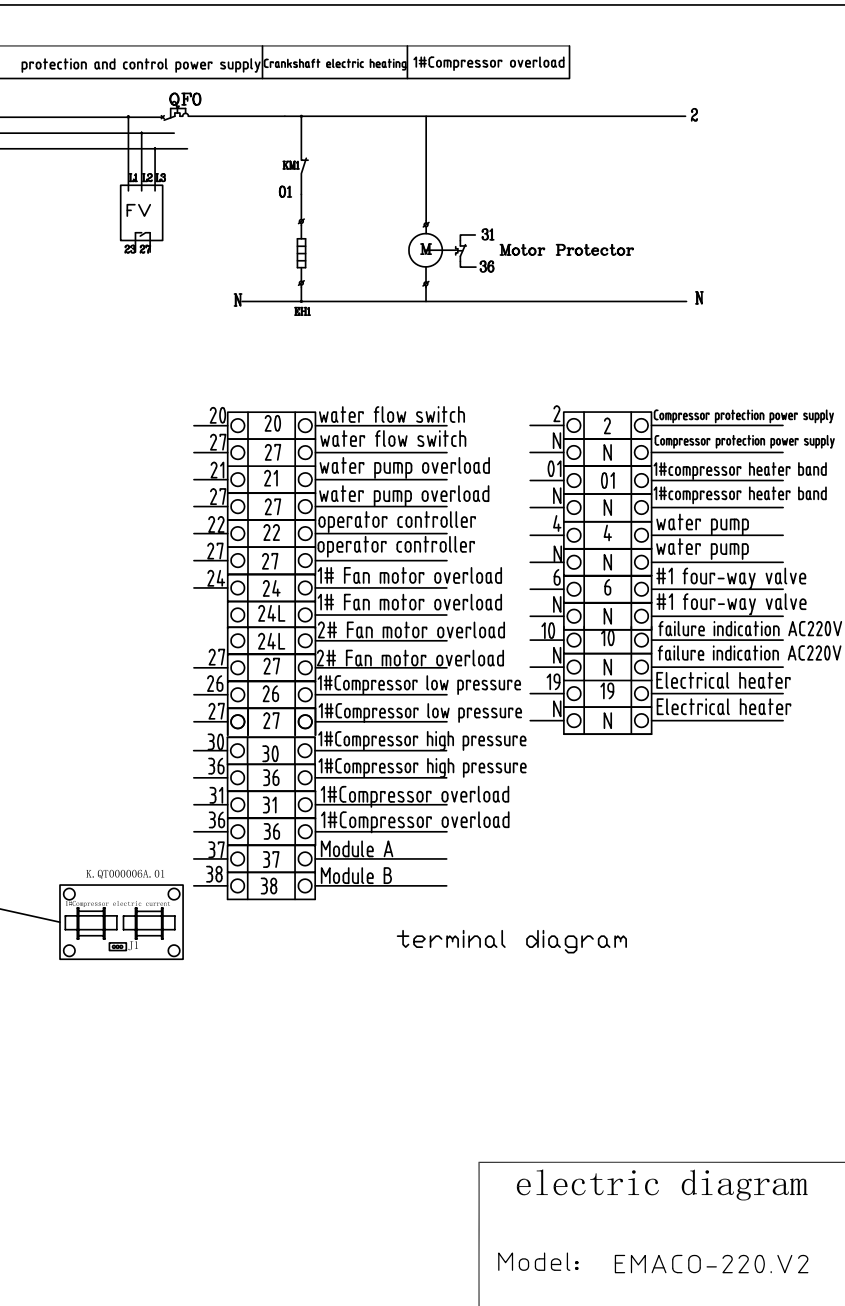 protection and control power supply Crankshaft electric heating 1#Compressor overload
QF0
2
L1 L2 L3
KM1
01
FV
23 27
31
M
Motor Protector
36
N
N
EH1
20 20 water flow switch
27 27 water flow switch
21 21 water pump overload
27 27 water pump overload
22 22 operator controller
27 27 operator controller
24 24 1# Fan motor overload
24L 1# Fan motor overload
24L 2# Fan motor overload
27 27 2# Fan motor overload
26 26 1#Compressor low pressure
27 27 1#Compressor low pressure
30 30 1#Compressor high pressure
36 36 1#Compressor high pressure
31 31 1#Compressor overload
36 36 1#Compressor overload
37 37 Module A
38 38 Module B
2 2 Compressor protection power supply
N N Compressor protection power supply
01 01 1#compressor heater band
N N 1#compressor heater band
4 4 water pump
N N water pump
6 6 #1 four-way valve
N N #1 four-way valve
10 10 failure indication AC220V
N N failure indication AC220V
19 19 Electrical heater
N N Electrical heater
K.QT000006A.01
1#Compressor electric current
J1
terminal diagram
electric diagram
Model: EMACO-220.V2